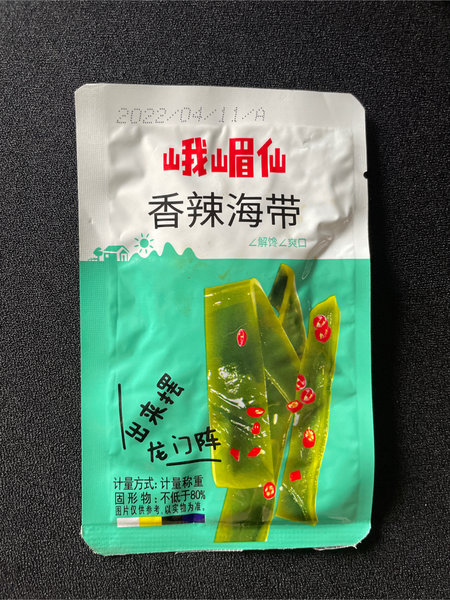 2022/04/11/A
峨嵋仙
香辣海带
∠解馋∠爽口
出来摆
龙门阵
计量方式: 计量称重
固形物: 不低于80%
图片仅供参考, 以实物为准。